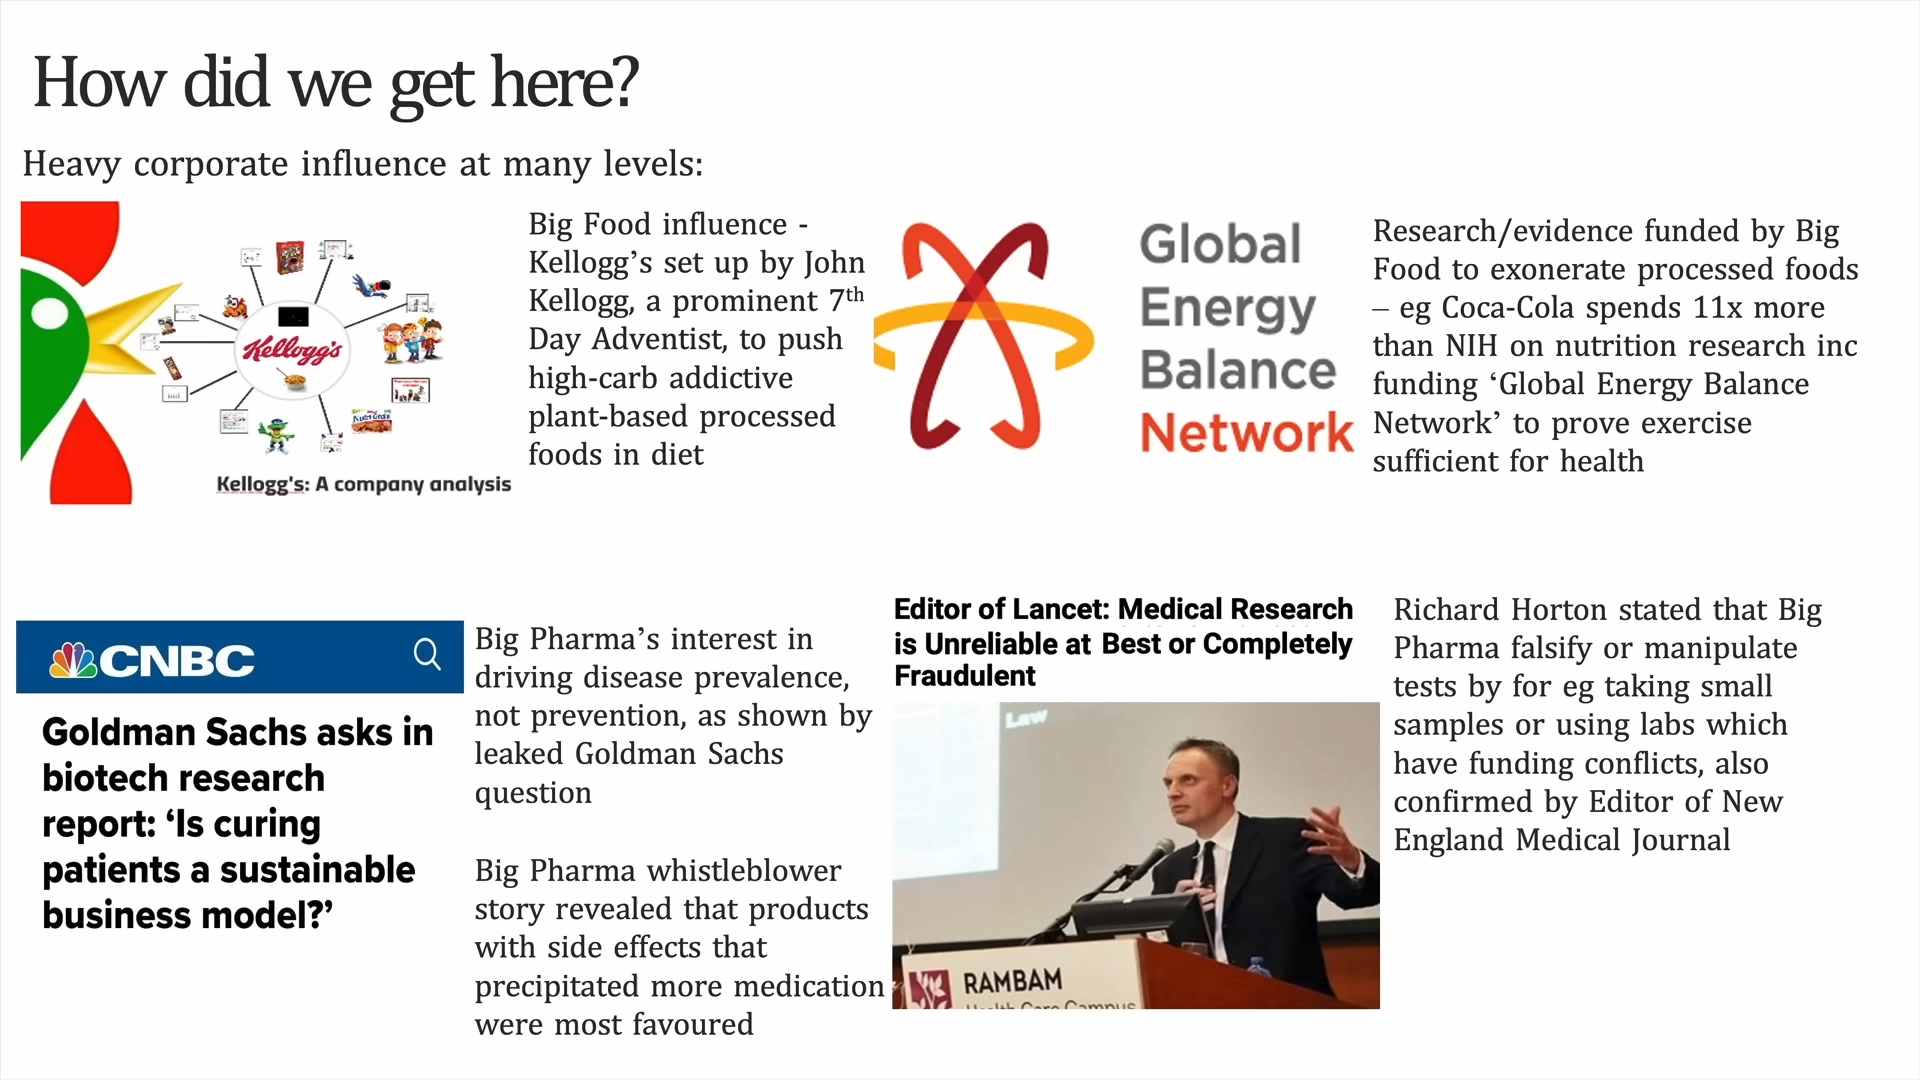 How did we get here?
Heavy corporate influence at many levels:
Kellogg's
Kellogg's: A company analysis
Big Food influence -
Kellogg’s set up by John
Kellogg, a prominent 7th
Day Adventist, to push
high-carb addictive
plant-based processed
foods in diet
Global
Energy
Balance
Network
Research/evidence funded by Big
Food to exonerate processed foods
– eg Coca-Cola spends 11x more
than NIH on nutrition research inc
funding ‘Global Energy Balance
Network’ to prove exercise
sufficient for health
CNBC
Goldman Sachs asks in
biotech research
report: ‘Is curing
patients a sustainable
business model?’
Big Pharma’s interest in
driving disease prevalence,
not prevention, as shown by
leaked Goldman Sachs
question
Big Pharma whistleblower
story revealed that products
with side effects that
precipitated more medication
were most favoured
Editor of Lancet: Medical Research
is Unreliable at Best or Completely
Fraudulent
Law
RAMBAM
Health Care Campus
Richard Horton stated that Big
Pharma falsify or manipulate
tests by for eg taking small
samples or using labs which
have funding conflicts, also
confirmed by Editor of New
England Medical Journal